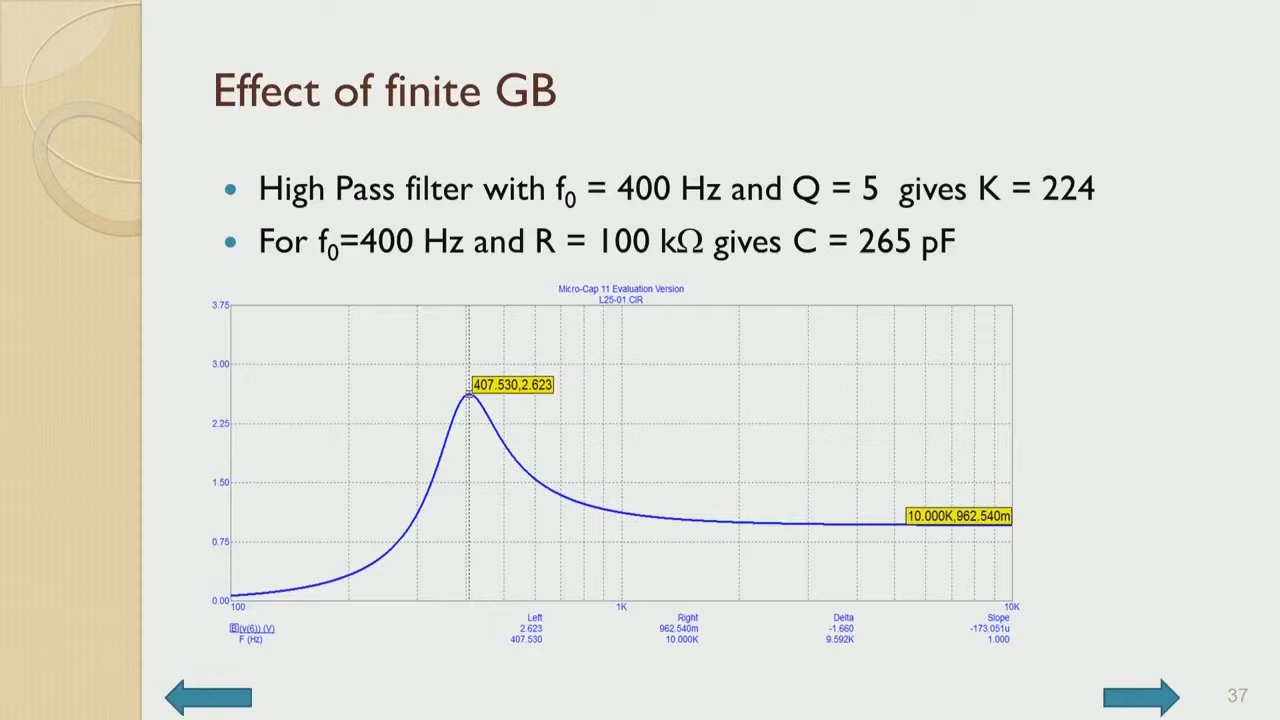 Effect of finite GB
• High Pass filter with f₀ = 400 Hz and Q = 5 gives K = 224
• For f₀=400 Hz and R = 100 kΩ gives C = 265 pF
Micro-Cap 11 Evaluation Version
L25-01.CIR
3.75
3.00
407.530,2.623
2.25
1.50
10.000K,962.540m
0.75
0.00
100 1K 10K
Left Right Delta Slope
(v(6)) (V) 2.623 962.540m -1.660 -173.051u
F (Hz) 407.530 10.000K 9.592K 1.000
37